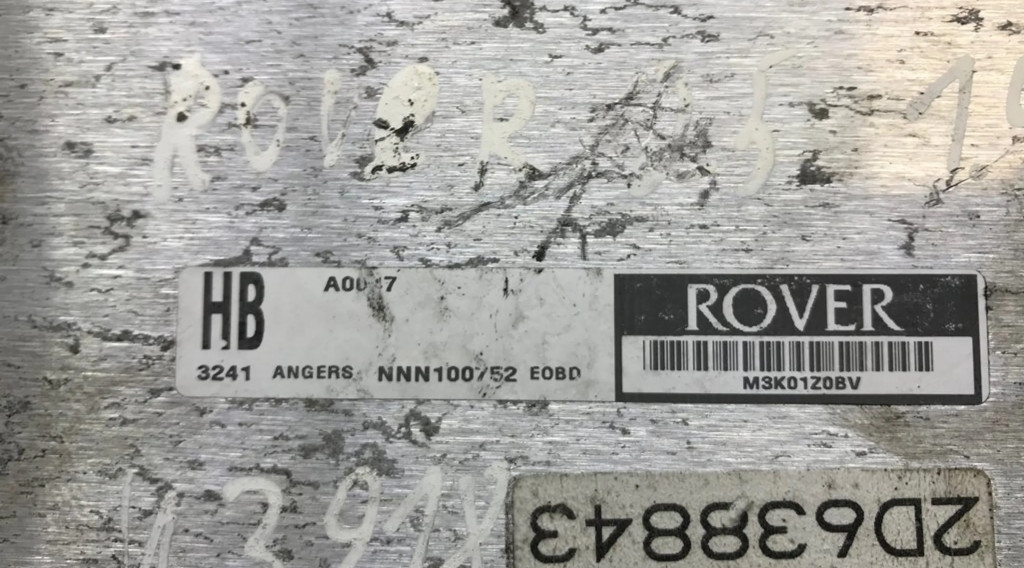 ROVER
HB
3241 ANGERS NNN100752 EOBD
ROVER
M3K01Z0BV
2D638843